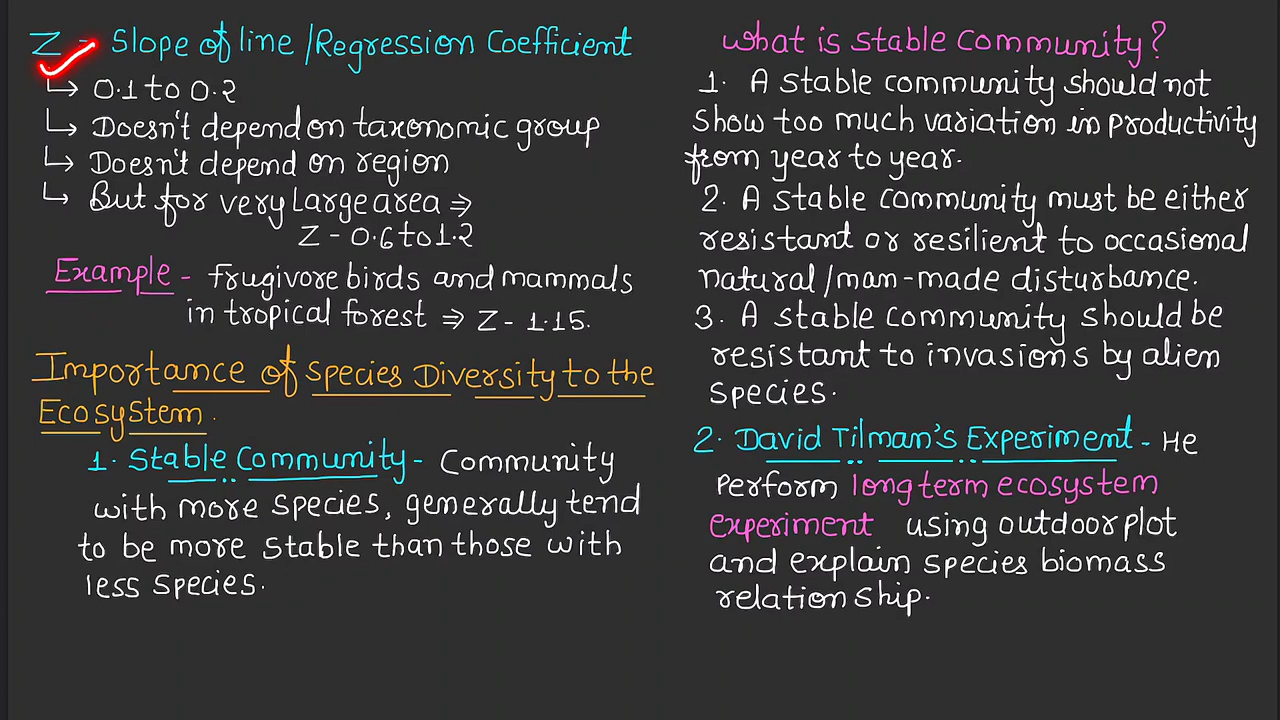 Z - Slope of line /Regression Coefficient
↳ 0.1 to 0.2
↳ Doesn't depend on taxonomic group
↳ Doesn't depend on region
↳ But for very Large area ⇒
Z - 0.6 to 1.2
Example - frugivore birds and mammals
in tropical forest ⇒ Z - 1.15.
Importance of Species Diversity to the
Ecosystem.
1. Stable Community - Community
with more species, generally tend
to be more stable than those with
less species.
What is stable community?
1. A stable community should not
show too much variation in productivity
from year to year.
2. A stable community must be either
resistant or resilient to occasional
natural/man-made disturbance.
3. A stable community should be
resistant to invasions by alien
species.
2. David Tilman's Experiment - He
perform long term ecosystem
experiment using outdoor plot
and explain species biomass
relationship.